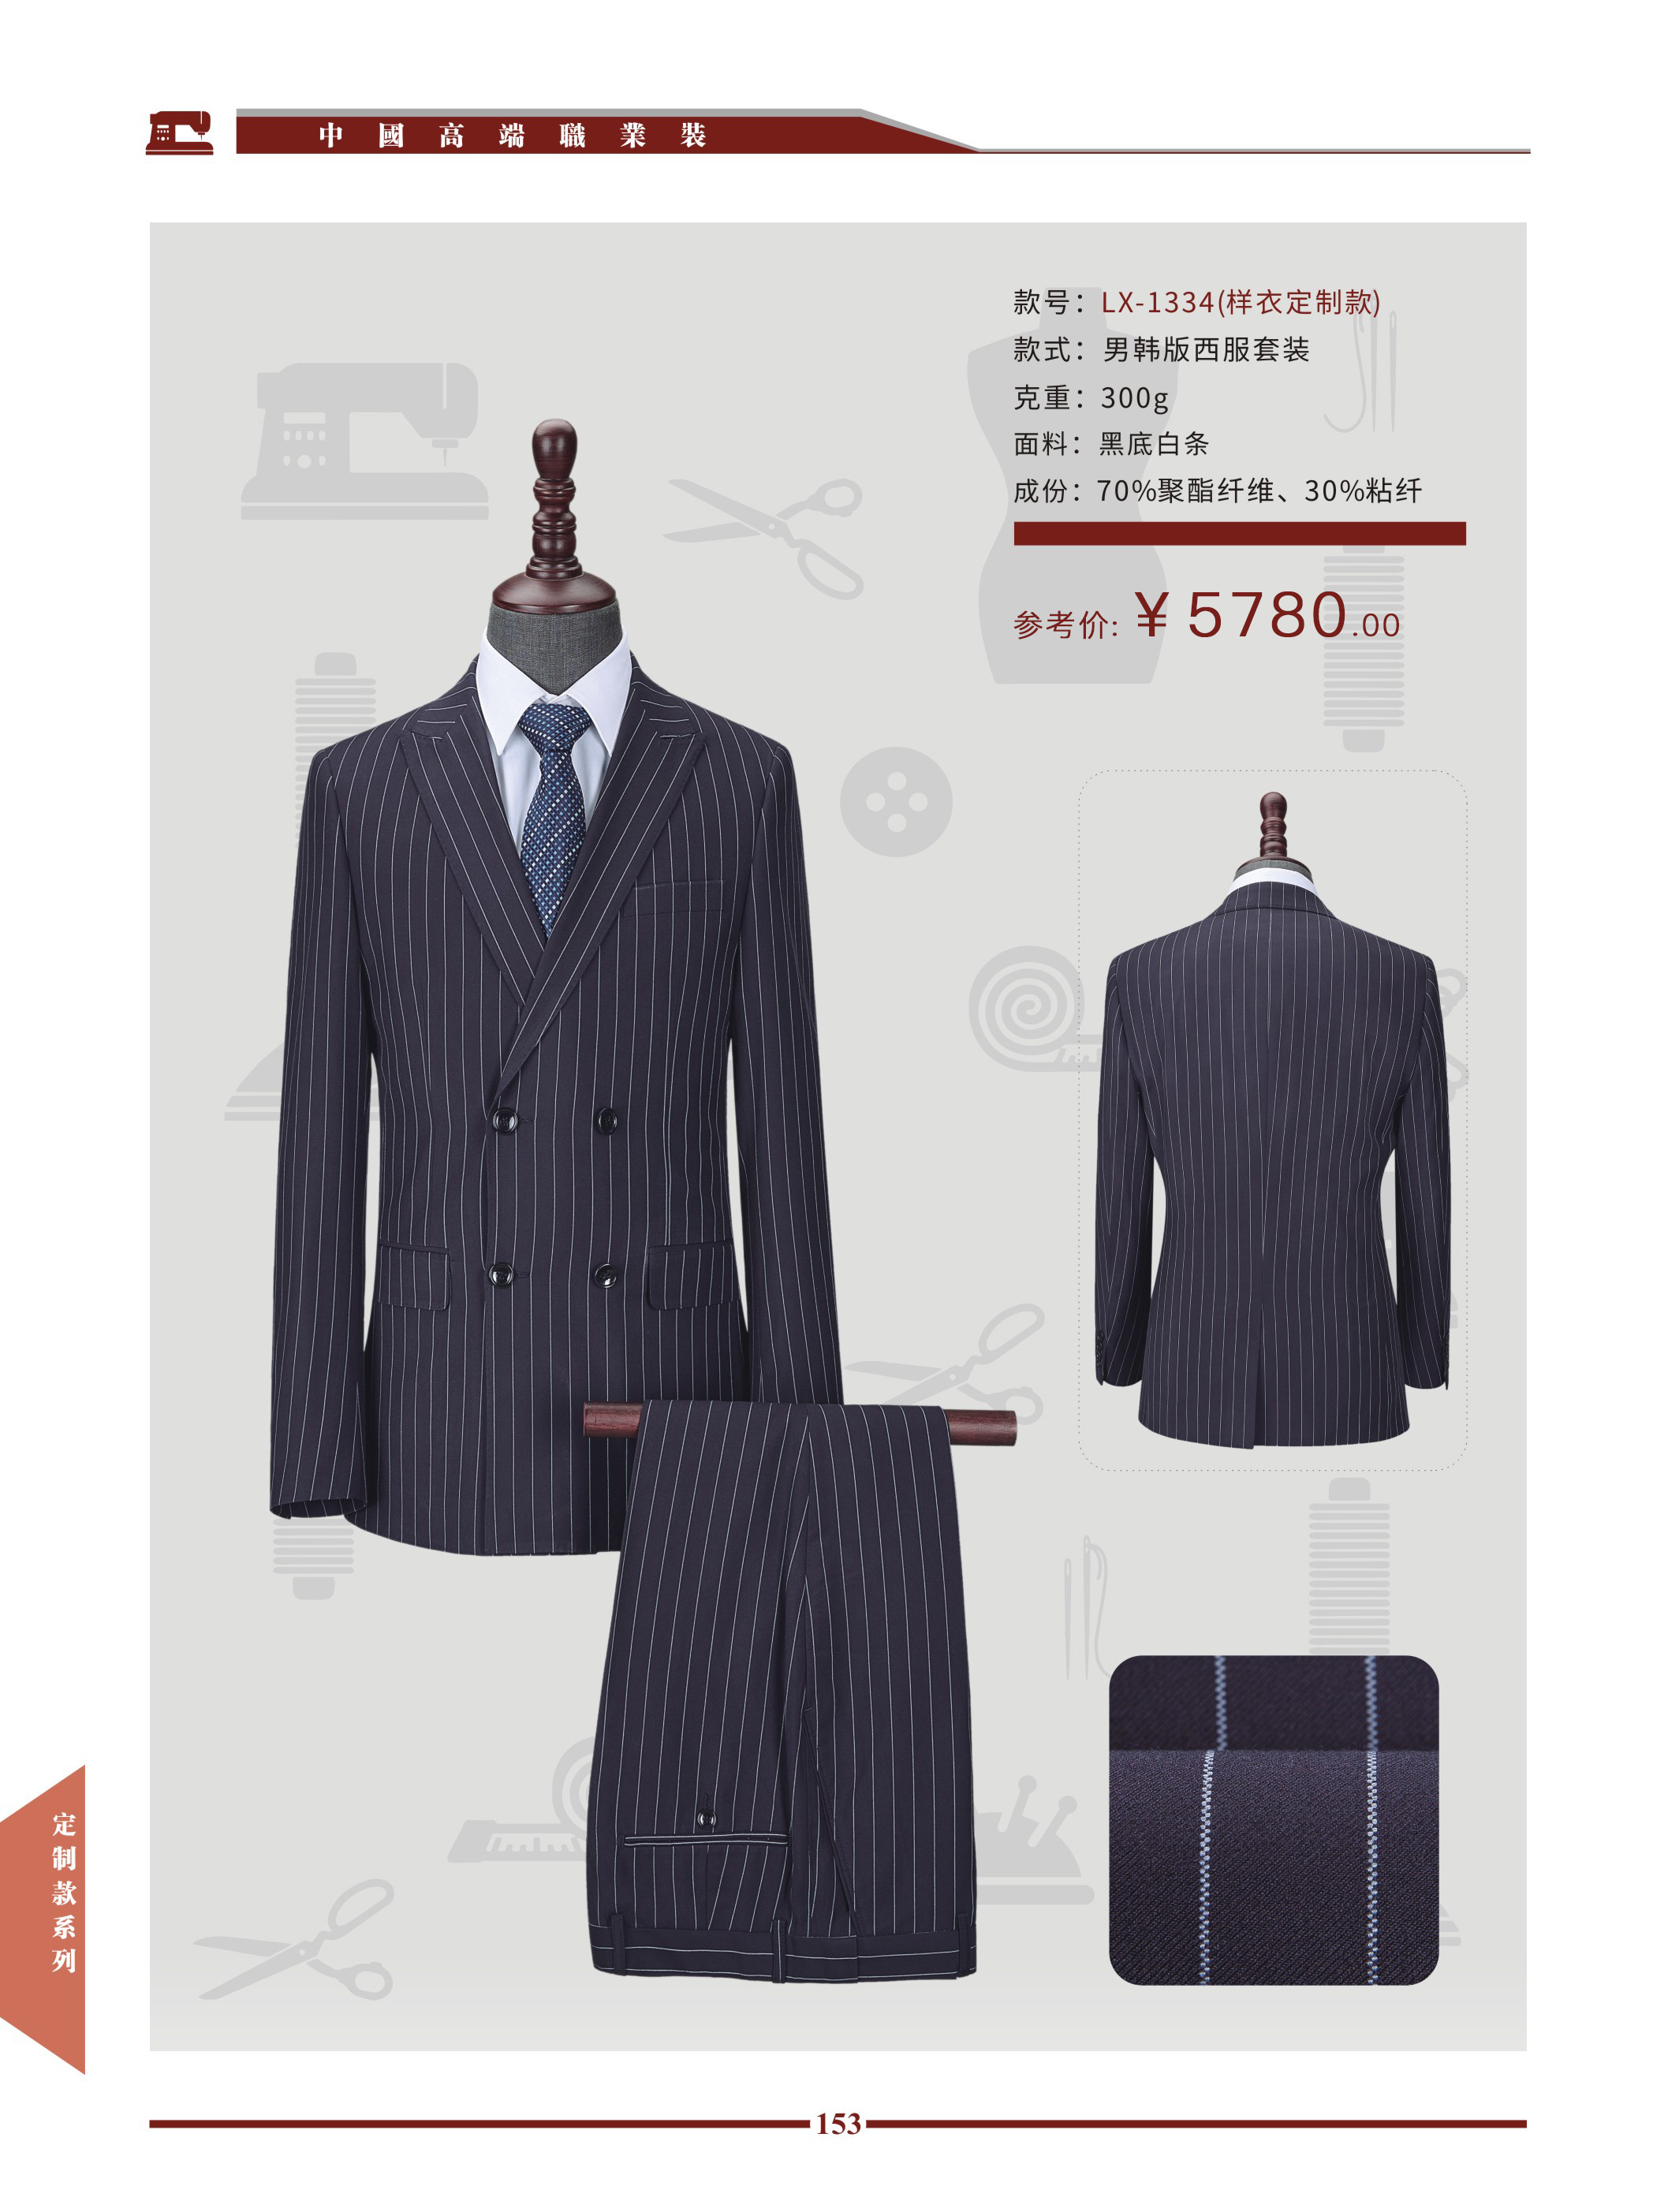 中國高端職業裝
款号：LX-1334(样衣定制款)
款式：男韩版西服套装
克重：300g
面料：黑底白条
成份：70%聚酯纤维、30%粘纤
参考价:￥5780.00
定制款系列
153